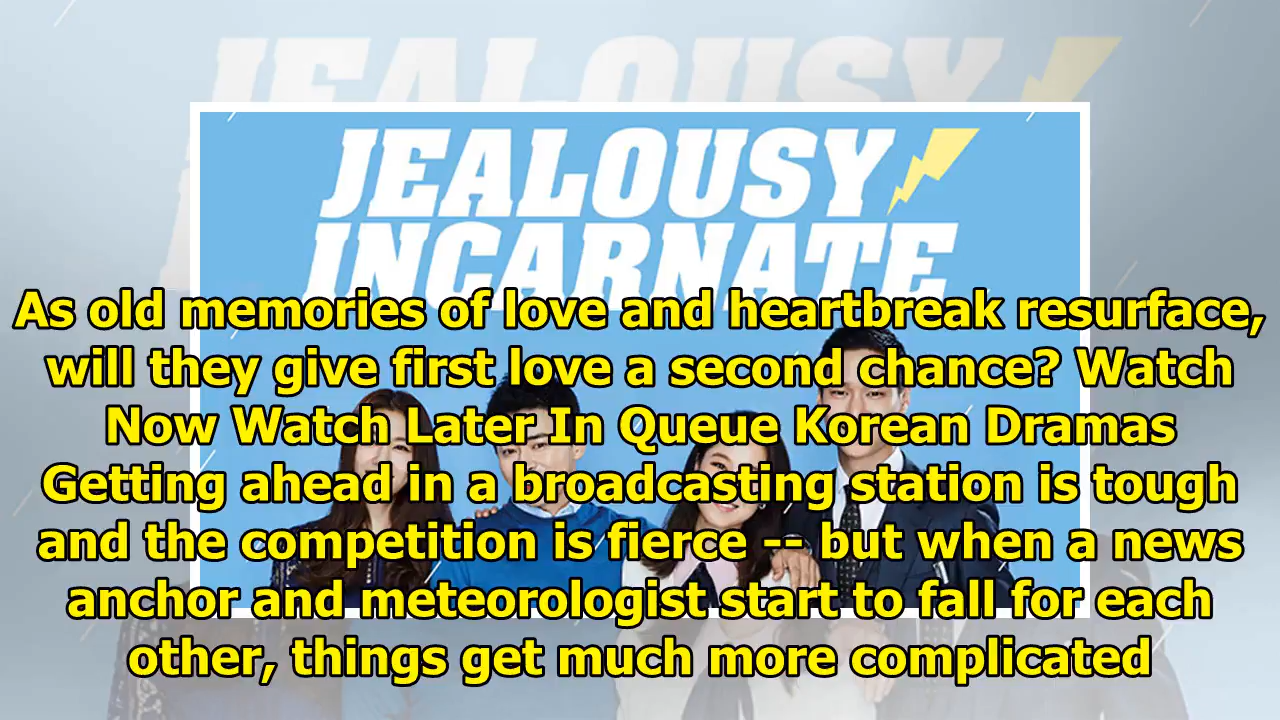 JEALOUSY
JEALOUSY
INCARNATE
As old memories of love and heartbreak resurface,
will they give first love a second chance? Watch
Now Watch Later In Queue Korean Dramas
Getting ahead in a broadcasting station is tough
and the competition is fierce -- but when a news
anchor and meteorologist start to fall for each
other, things get much more complicated